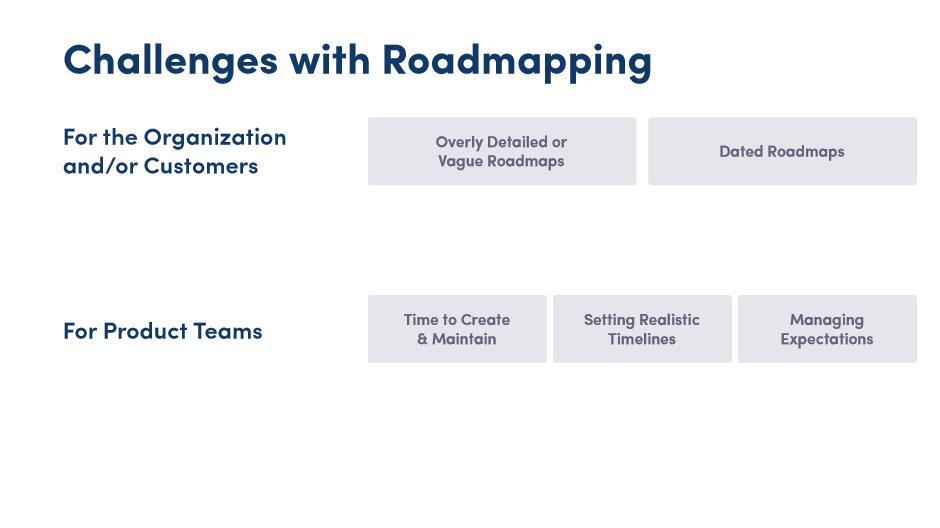 Challenges with Roadmapping
For the Organization
and/or Customers
Overly Detailed or
Vague Roadmaps
Dated Roadmaps
For Product Teams
Time to Create
& Maintain
Setting Realistic
Timelines
Managing
Expectations